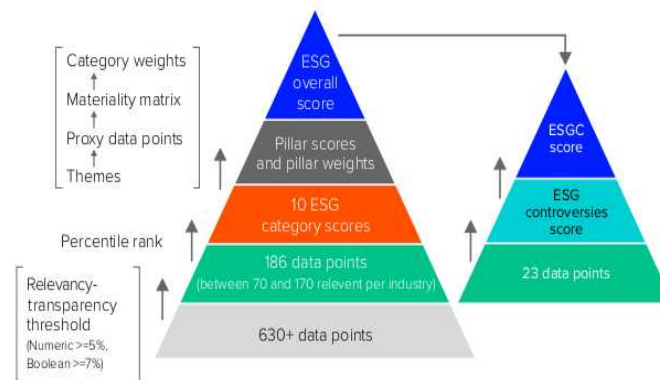 Category weights
Materiality matrix
Proxy data points
Themes
Percentile rank
Relevancy-
transparency
threshold
(Numeric >=5%,
Boolean >=7%)
ESG
overall
score
Pillar scores
and pillar weights
10 ESG
category scores
186 data points
(between 70 and 170 relevent per industry)
630+ data points
ESGC
score
ESG
controversies
score
23 data points